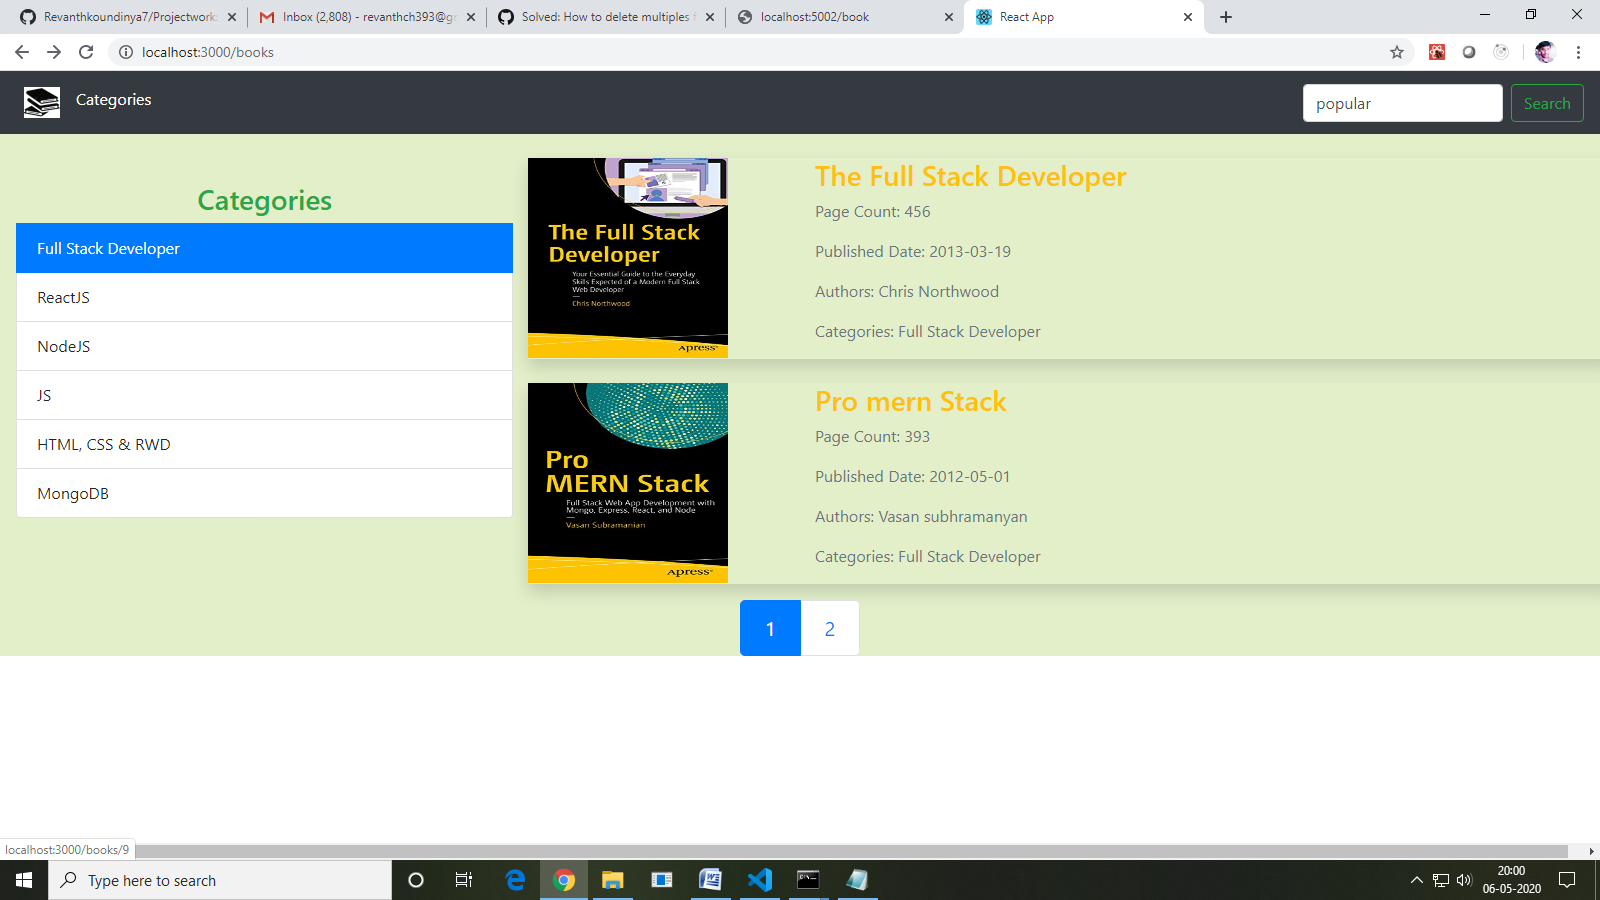 Revanthkoundinya7/Projectwork:
Inbox (2,808) - revanthch393@gr
Solved: How to delete multiples f
localhost:5002/book
React App
localhost:3000/books
Categories
popular
Search
Categories
Full Stack Developer
ReactJS
NodeJS
JS
HTML, CSS & RWD
MongoDB
The Full Stack
Developer
Your Essential Guide to the Everyday
Skills Expected of a Modern Full Stack
Web Developer
Chris Northwood
Apress®
The Full Stack Developer
Page Count: 456
Published Date: 2013-03-19
Authors: Chris Northwood
Categories: Full Stack Developer
Pro
MERN Stack
Full Stack Web App Development with
Mongo, Express, React, and Node
Vasan Subramanian
Apress®
Pro mern Stack
Page Count: 393
Published Date: 2012-05-01
Authors: Vasan subhramanyan
Categories: Full Stack Developer
1 2
localhost:3000/books/9
Type here to search
20:00
06-05-2020